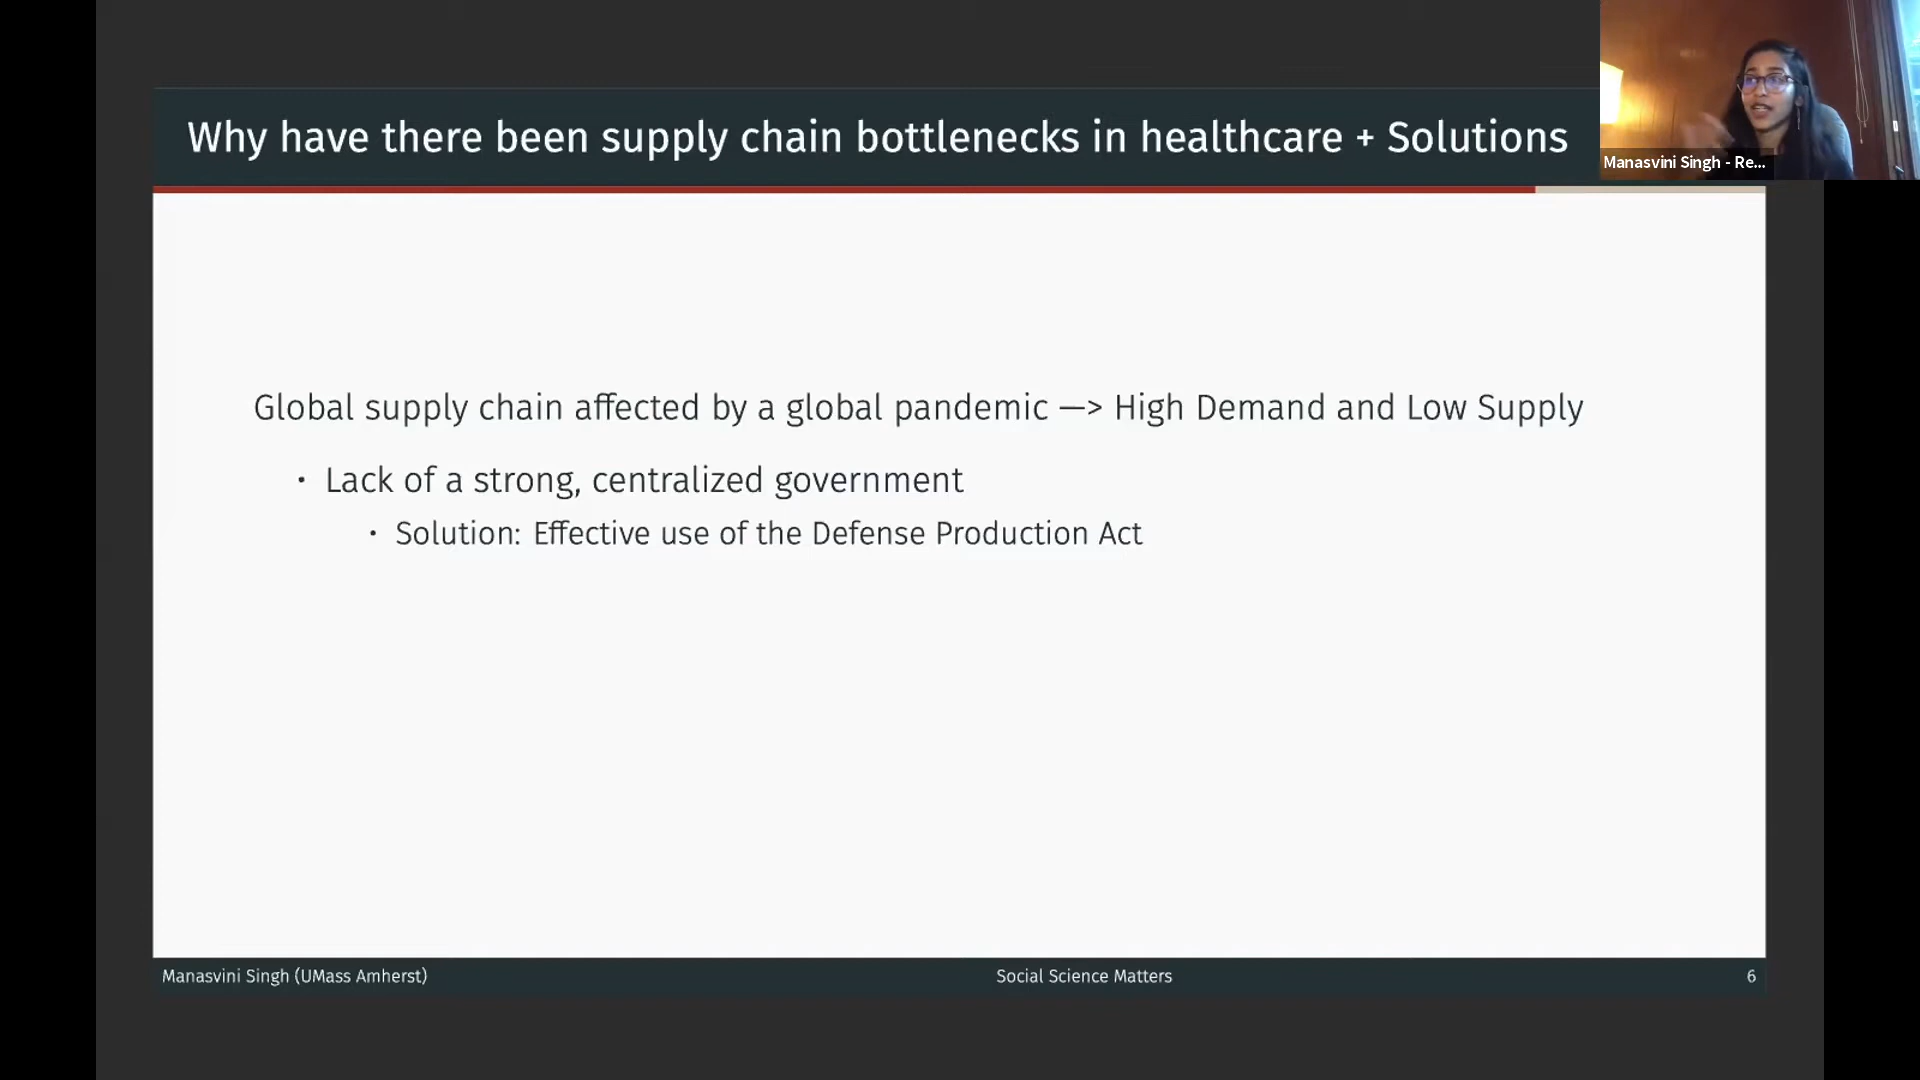 Why have there been supply chain bottlenecks in healthcare + Solutions
Manasvini Singh - Re...
Global supply chain affected by a global pandemic —> High Demand and Low Supply
• Lack of a strong, centralized government
• Solution: Effective use of the Defense Production Act
Manasvini Singh (UMass Amherst)
Social Science Matters
6